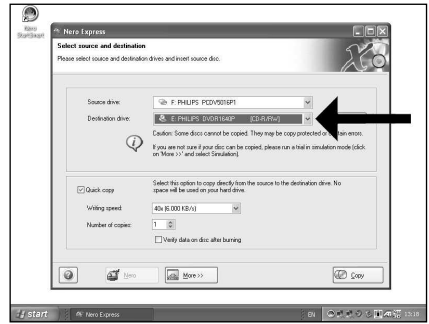 Nero
StartSmart
Nero Express
Select source and destination
Please select source and destination drives and insert source disc.
Source drive:
F: PHILIPS PCDV5016P1
Destination drive:
E: PHILIPS DVDR1640P [CD-R/RW]
Caution: Some discs cannot be copied. They may be copy protected or contain errors.
If you are not sure if your disc can be copied, please run a trial in simulation mode (click
on 'More >>' and select Simulation).
Quick copy
Select this option to copy directly from the source to the destination drive. No
space will be used on your hard drive.
Writing speed:
40x (6.000 KB/s)
Number of copies:
1
Verify data on disc after burning
Nero
More >>
Copy
start
Nero Express
EN
13:18